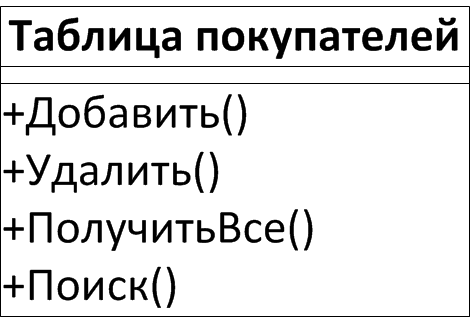 Таблица покупателей
+Добавить()
+Удалить()
+ПолучитьВсе()
+Поиск()